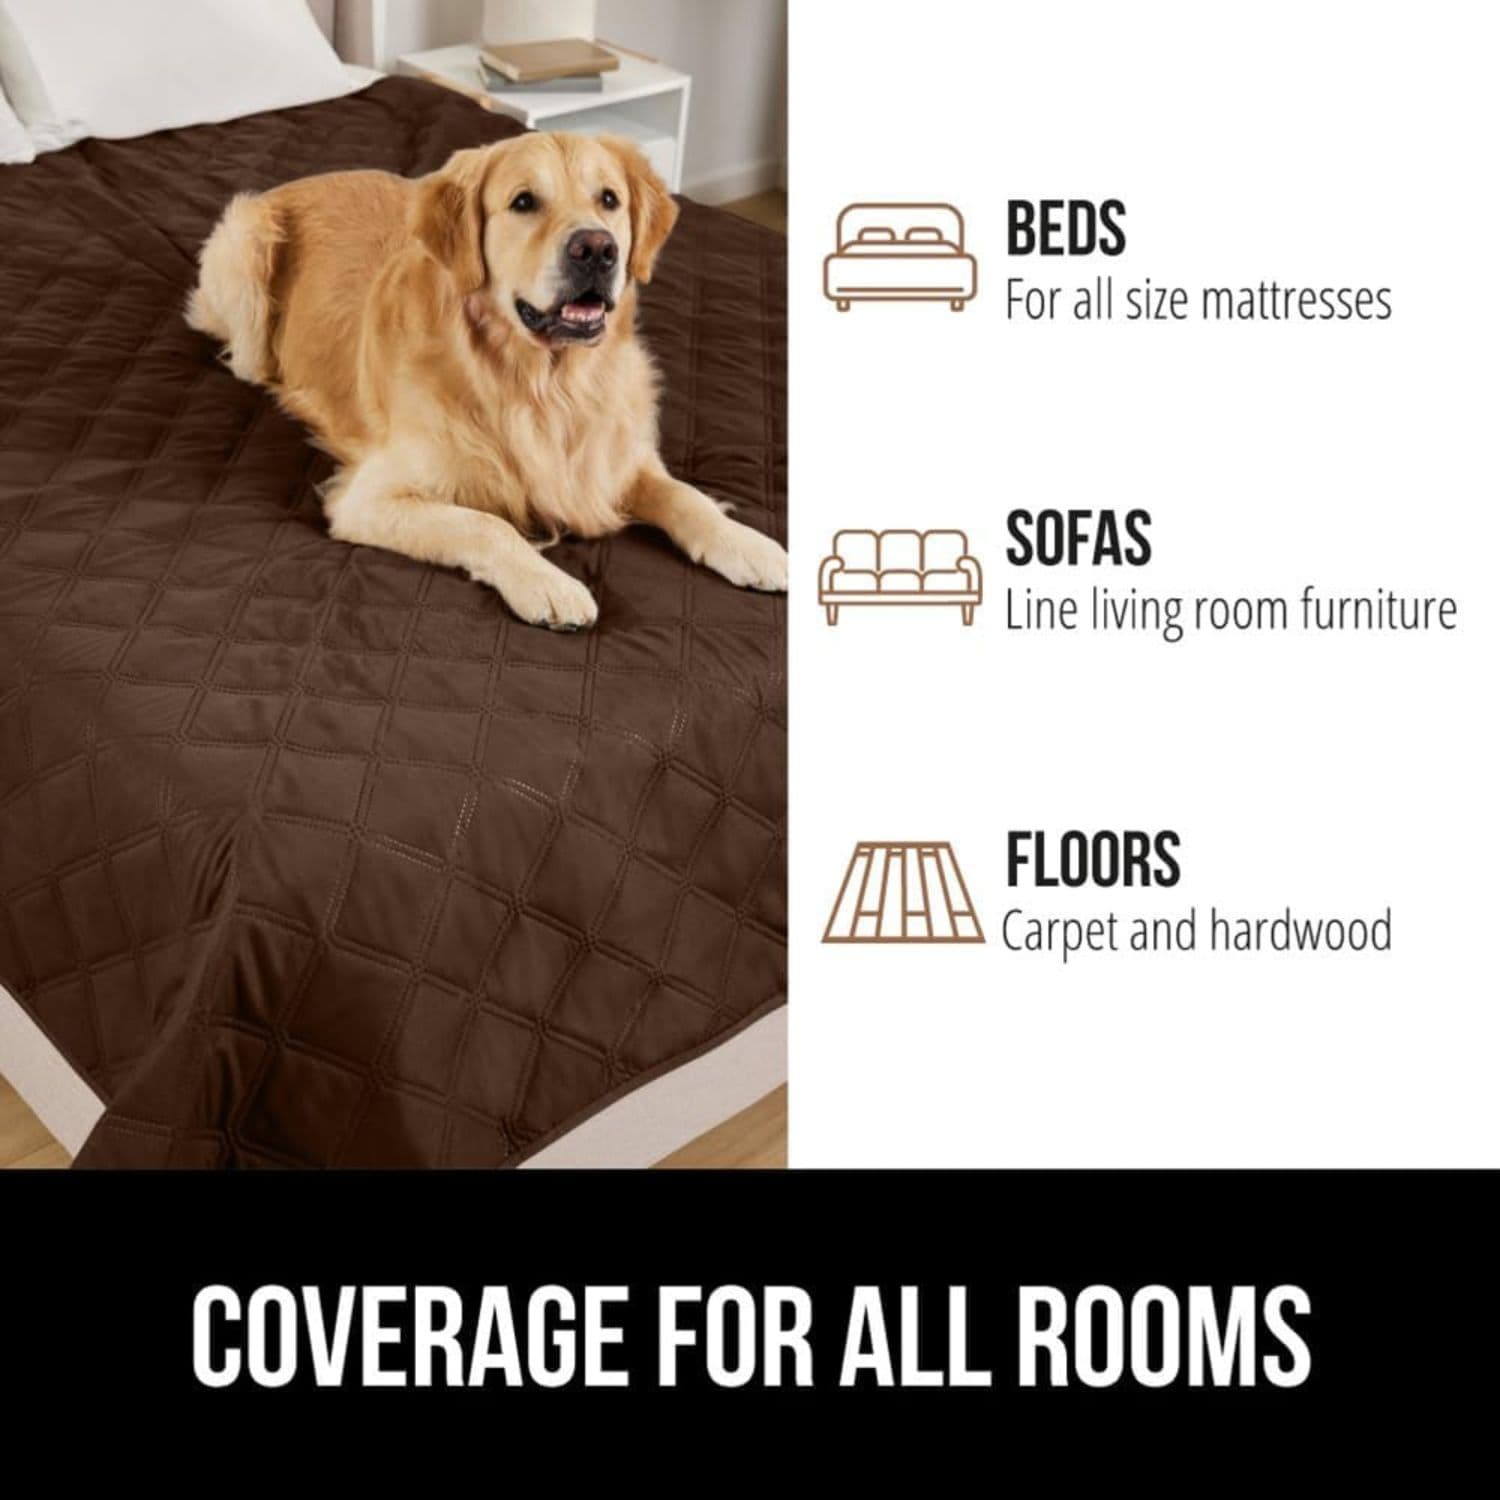 BEDS
For all size mattresses
SOFAS
Line living room furniture
FLOORS
Carpet and hardwood
COVERAGE FOR ALL ROOMS